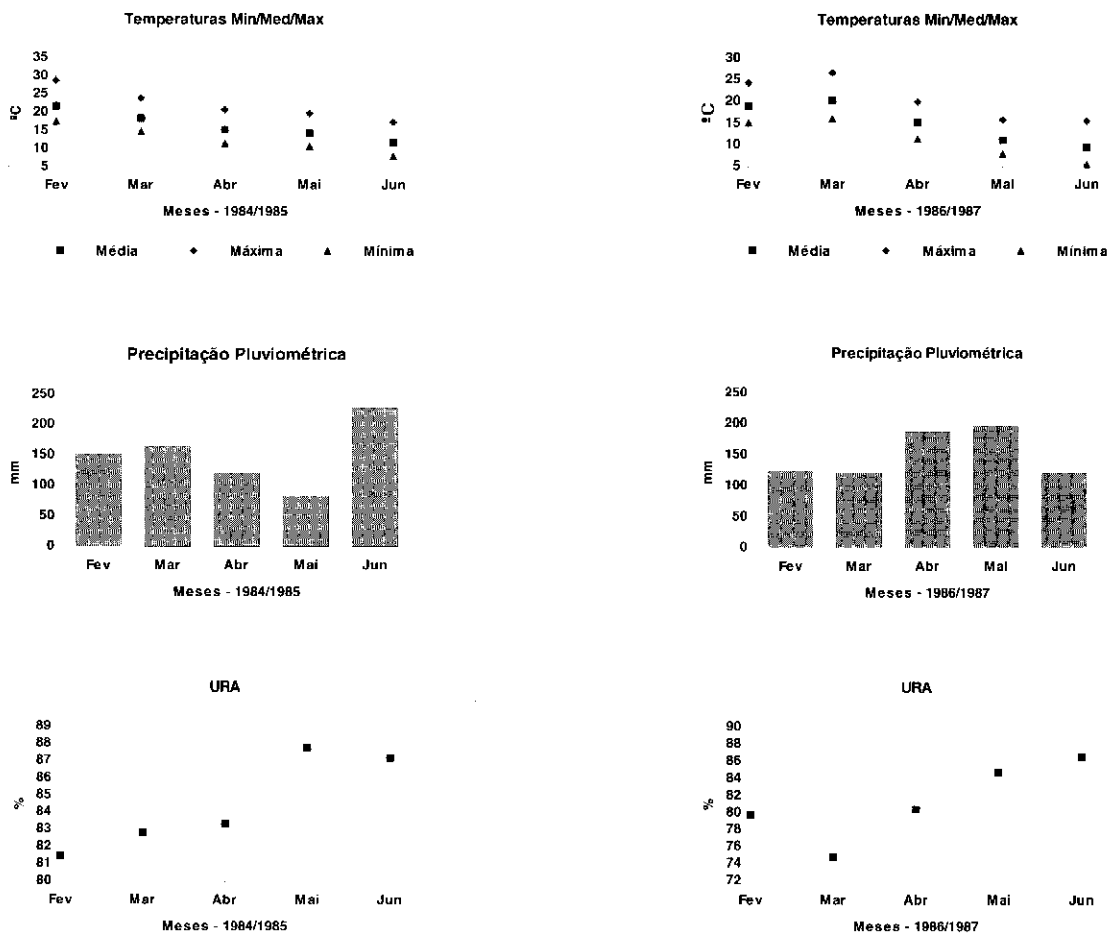 Temperaturas Min/Med/Max
35
30
25
20
15
10
5
ºC
Fev Mar Abr Mai Jun
Meses - 1984/1985
Média Máxima Mínima
Temperaturas Min/Med/Max
30
25
20
15
10
5
ºC
Fev Mar Abr Mai Jun
Meses - 1986/1987
Média Máxima Mínima
Precipitação Pluviométrica
250
200
150
100
50
0
mm
Fev Mar Abr Mai Jun
Meses - 1984/1985
Precipitação Pluviométrica
250
200
150
100
50
0
mm
Fev Mar Abr Mai Jun
Meses - 1986/1987
URA
89
88
87
86
85
84
83
82
81
80
%
Fev Mar Abr Mai Jun
Meses - 1984/1985
URA
90
88
86
84
82
80
78
76
74
72
%
Fev Mar Abr Mai Jun
Meses - 1986/1987